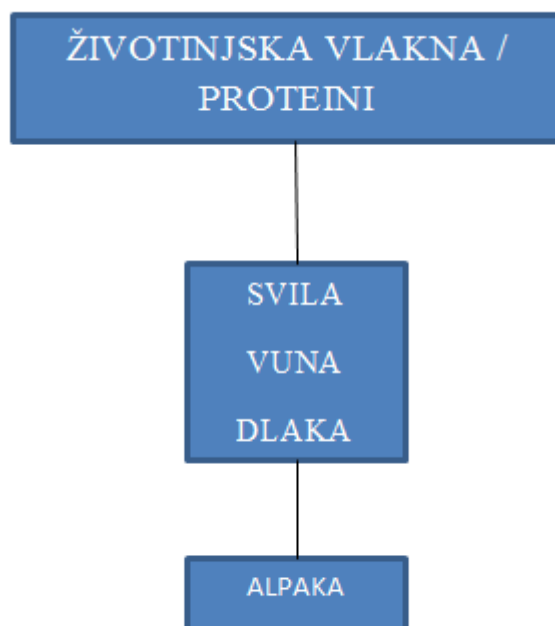 ŽIVOTINJSKA VLAKNA /
PROTEINI
SVILA
VUNA
DLAKA
ALPAKA